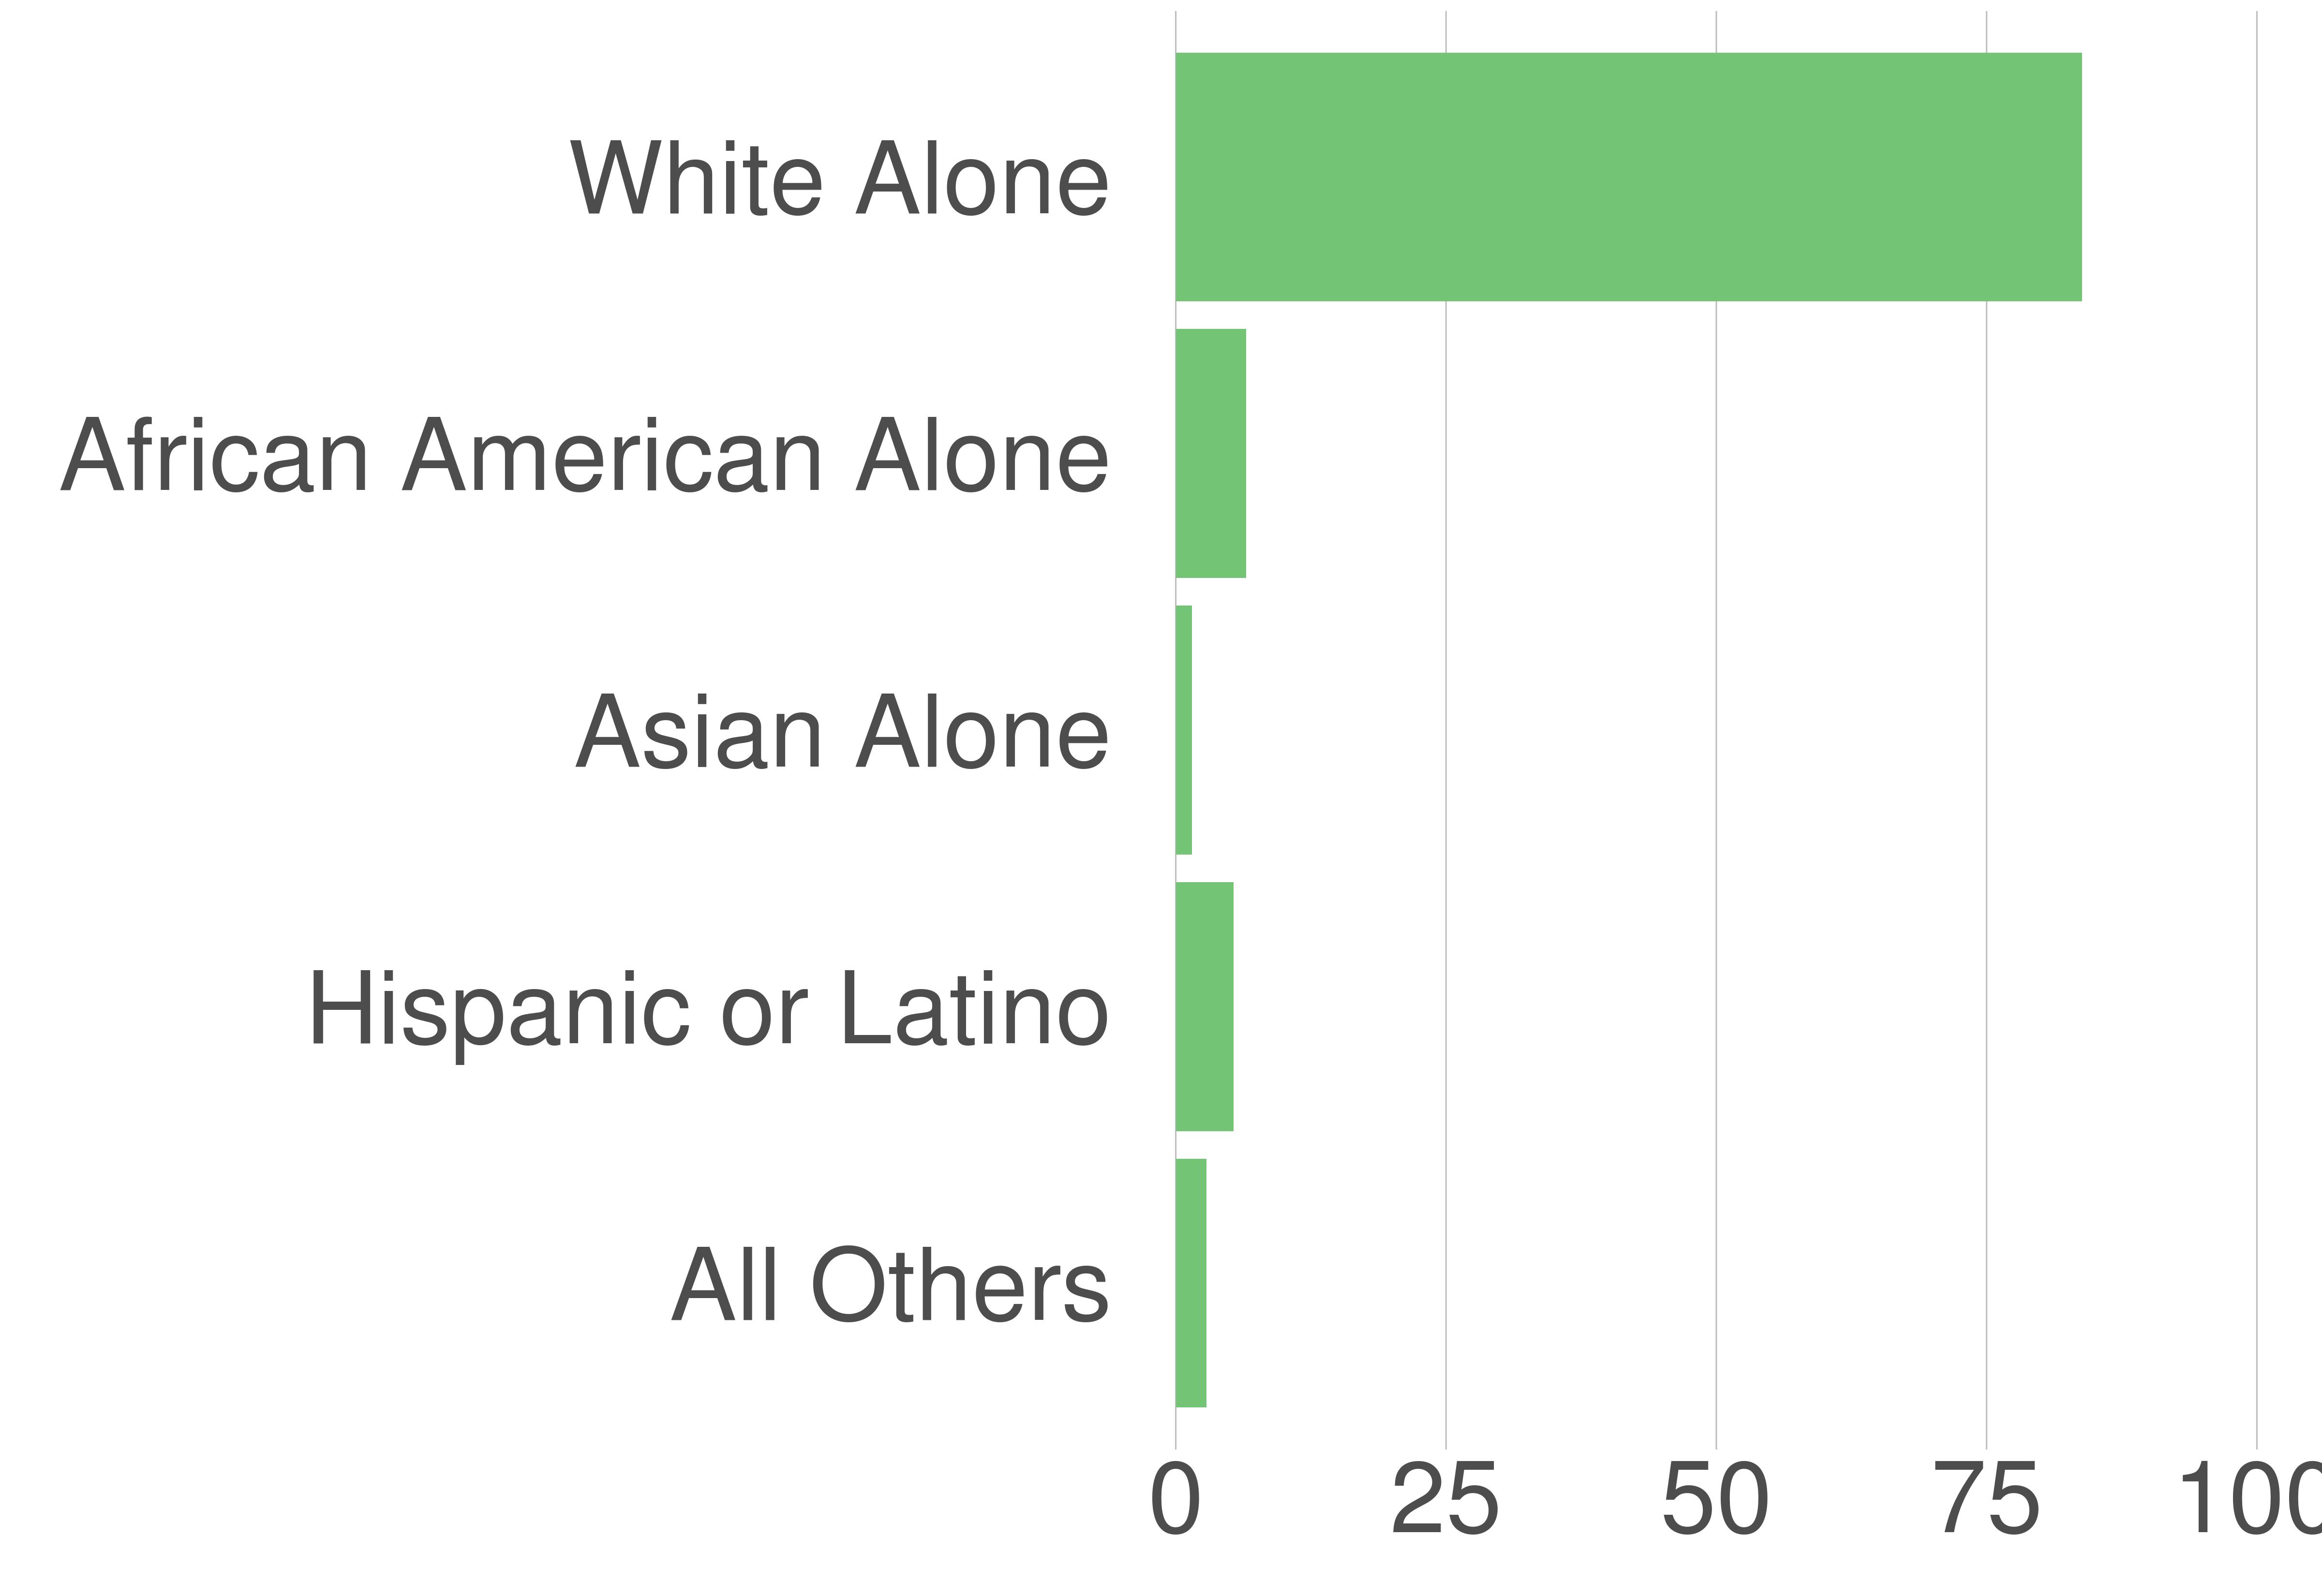 White Alone
African American Alone
Asian Alone
Hispanic or Latino
All Others
0 25 50 75 100